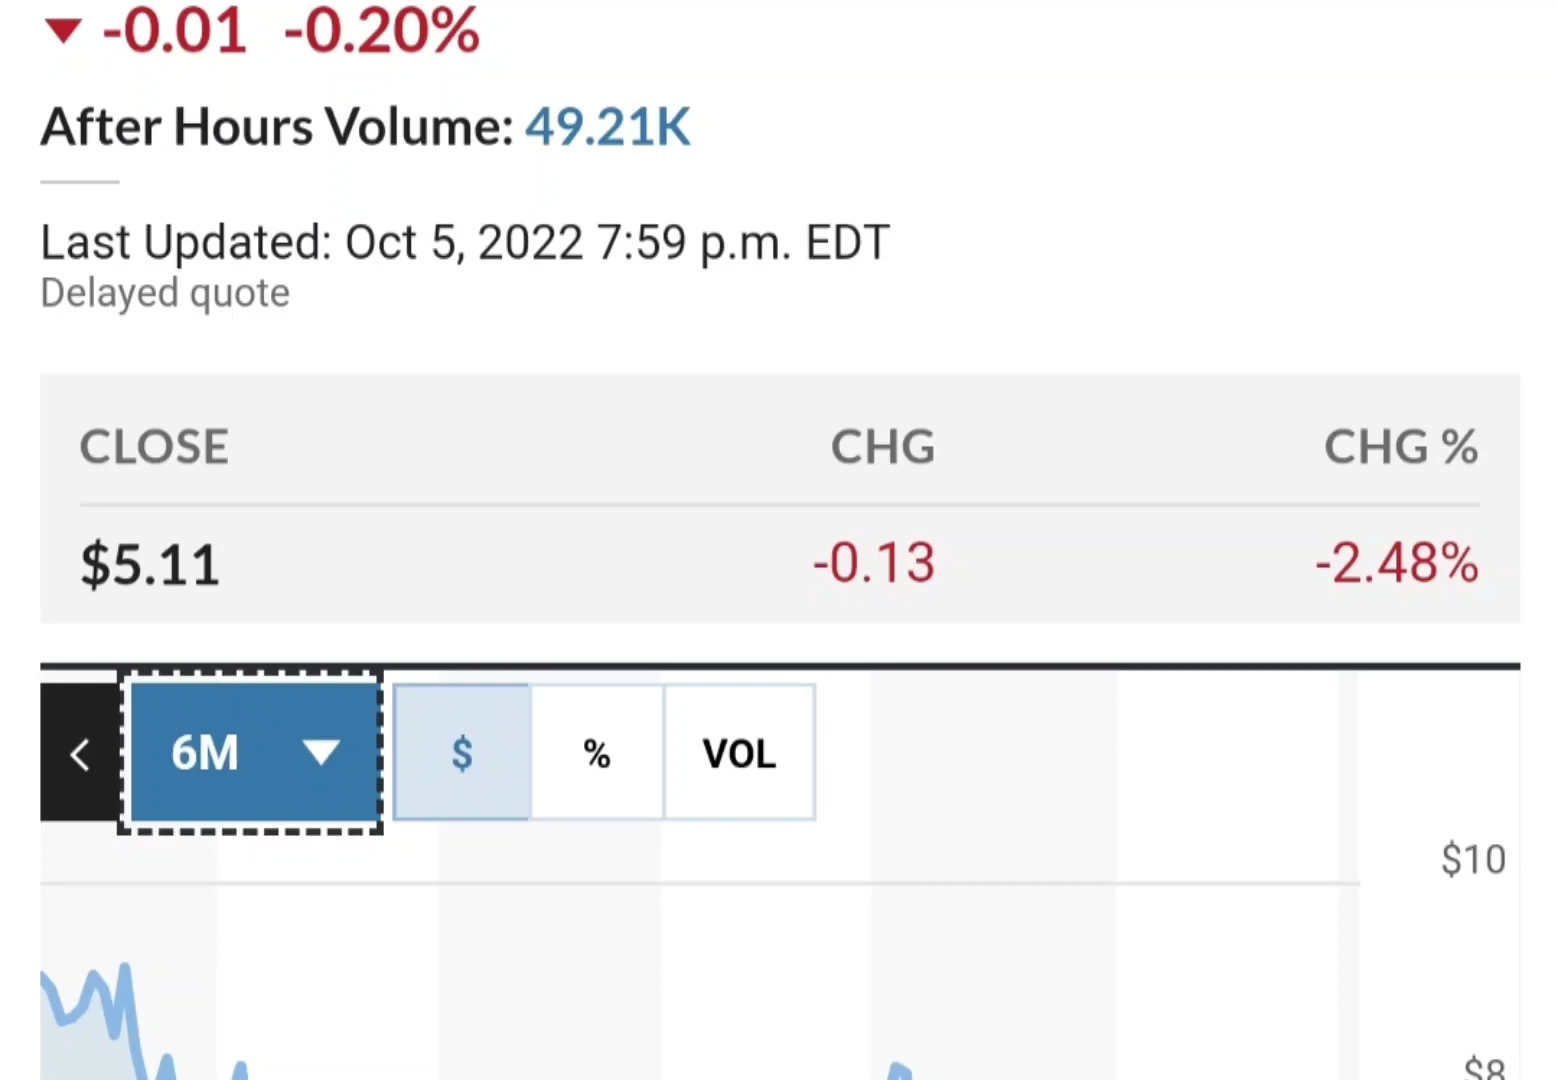 -0.01 -0.20%
After Hours Volume: 49.21K
Last Updated: Oct 5, 2022 7:59 p.m. EDT
Delayed quote
CLOSE CHG CHG %
$5.11 -0.13 -2.48%
6M $ % VOL
$10
$8